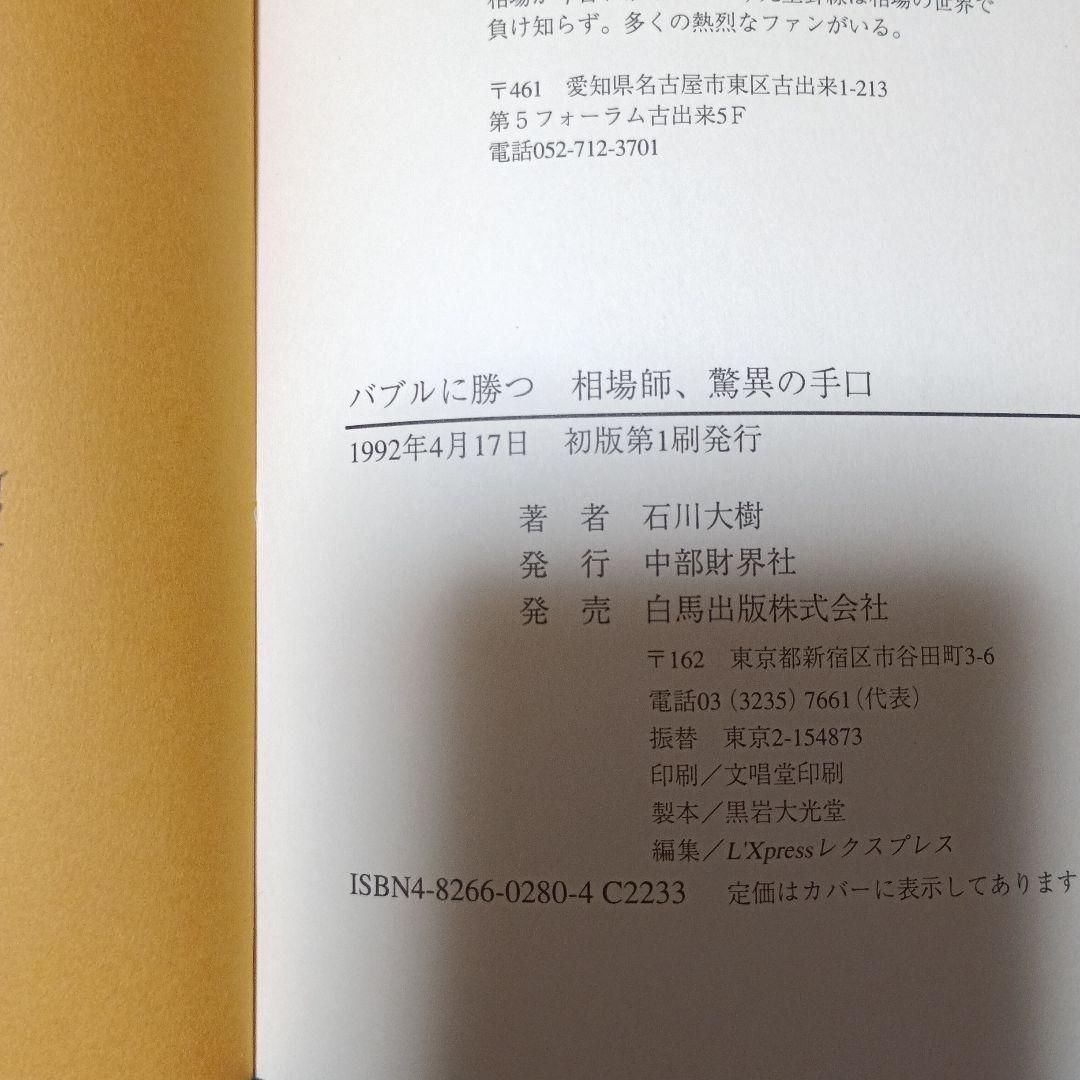 負け知らず。多くの熱烈なファンがいる。
〒461 愛知県名古屋市東区古出来1-213
第5フォーラム古出来5F
電話052-712-3701
バブルに勝つ 相場師、驚異の手口
1992年4月17日 初版第1刷発行
著 者 石川大樹
発 行 中部財界社
発 売 白馬出版株式会社
〒162 東京都新宿区市谷田町3-6
電話03(3235)7661(代表)
振替 東京2-154873
印刷/文唱堂印刷
製本/黒岩大光堂
編集/L'Xpressレクスプレス
ISBN4-8266-0280-4 C2233 定価はカバーに表示してあります